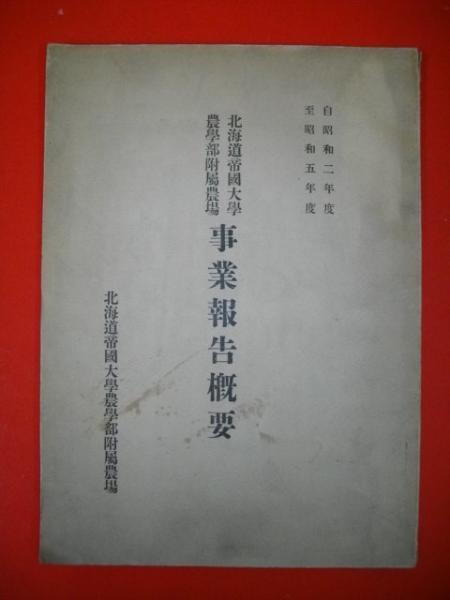 自昭和二年度
至昭和五年度
北海道帝國大學
農學部附屬農場
事業報告概要
北海道帝國大學農學部附屬農場